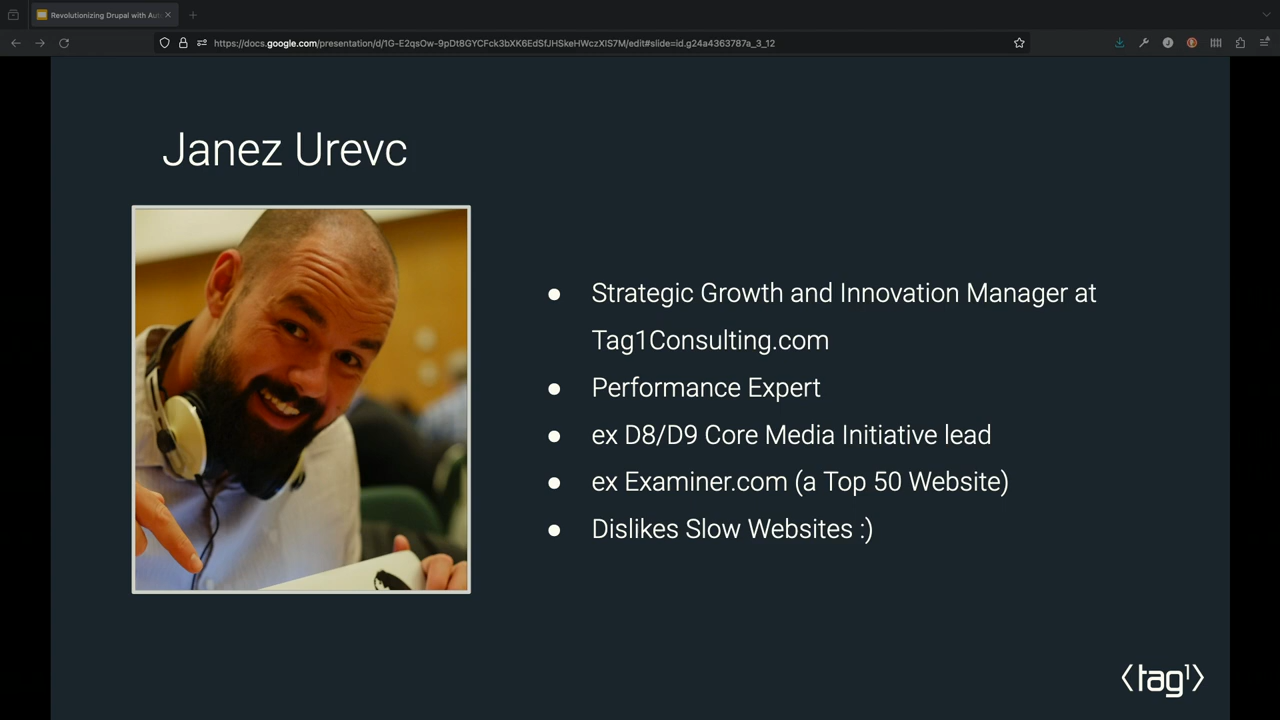 Revolutionizing Drupal with Aut
https://docs.google.com/presentation/d/1G-E2qsOw-9pDt8GYCFck3bXK6EdSfJHSkeHWczXIS7M/edit#slide=id.g24a4363787a_3_12
Janez Urevc
● Strategic Growth and Innovation Manager at
Tag1Consulting.com
● Performance Expert
● ex D8/D9 Core Media Initiative lead
● ex Examiner.com (a Top 50 Website)
● Dislikes Slow Websites :)
⟨tag¹⟩